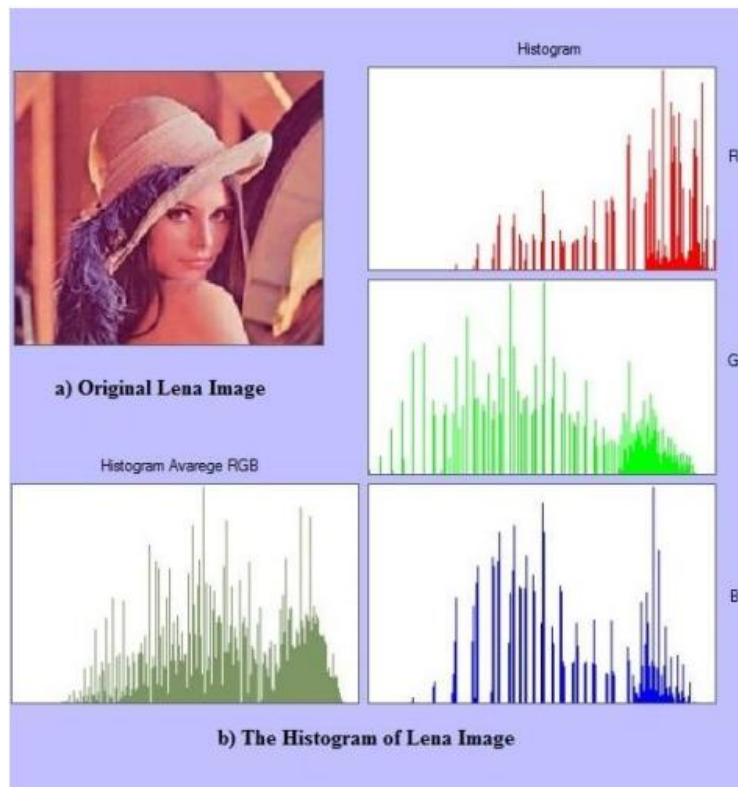 Histogram
R
a) Original Lena Image
G
Histogram Avarege RGB
B
b) The Histogram of Lena Image